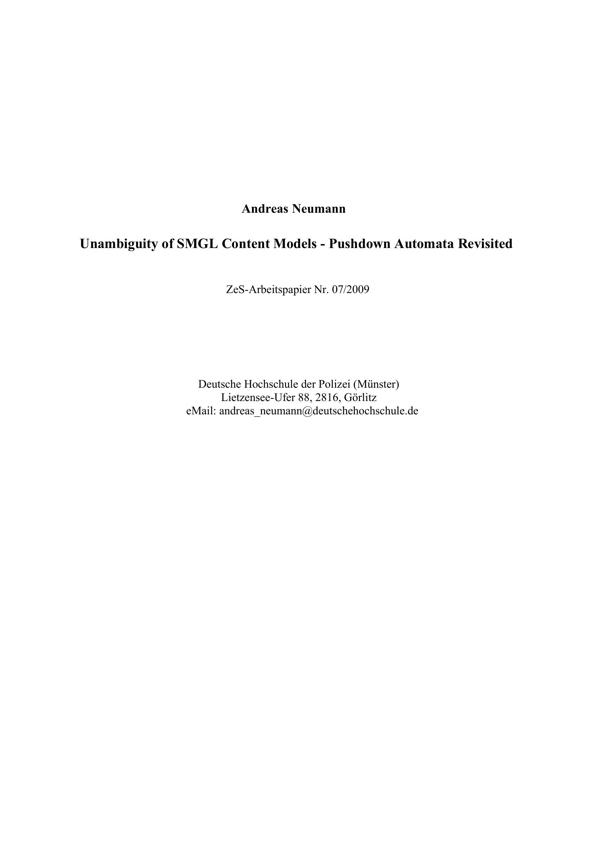 Andreas Neumann
Unambiguity of SMGL Content Models - Pushdown Automata Revisited
ZeS-Arbeitspapier Nr. 07/2009
Deutsche Hochschule der Polizei (Münster)
Lietzensee-Ufer 88, 2816, Görlitz
eMail: andreas_neumann@deutschehochschule.de